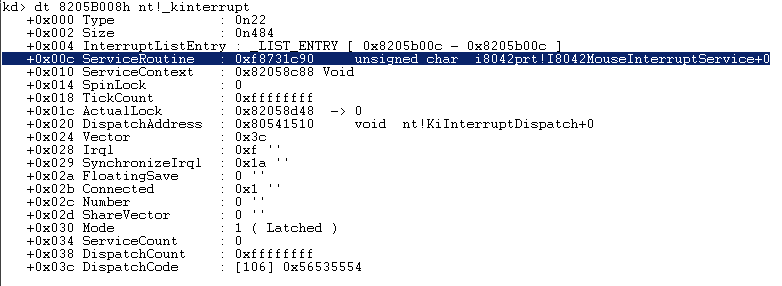 kd> dt 8205B008h nt!_kinterrupt
+0x000 Type : 0n22
+0x002 Size : 0n484
+0x004 InterruptListEntry : _LIST_ENTRY [ 0x8205b00c - 0x8205b00c ]
+0x00c ServiceRoutine : 0xf8731c90 unsigned char i8042prt!I8042MouseInterruptService+0
+0x010 ServiceContext : 0x82058c88 Void
+0x014 SpinLock : 0
+0x018 TickCount : 0xffffffff
+0x01c ActualLock : 0x82058d48 -> 0
+0x020 DispatchAddress : 0x80541510 void nt!KiInterruptDispatch+0
+0x024 Vector : 0x3c
+0x028 Irql : 0xf ''
+0x029 SynchronizeIrql : 0x1a ''
+0x02a FloatingSave : 0 ''
+0x02b Connected : 0x1 ''
+0x02c Number : 0 ''
+0x02d ShareVector : 0 ''
+0x030 Mode : 1 ( Latched )
+0x034 ServiceCount : 0
+0x038 DispatchCount : 0xffffffff
+0x03c DispatchCode : [106] 0x56535554